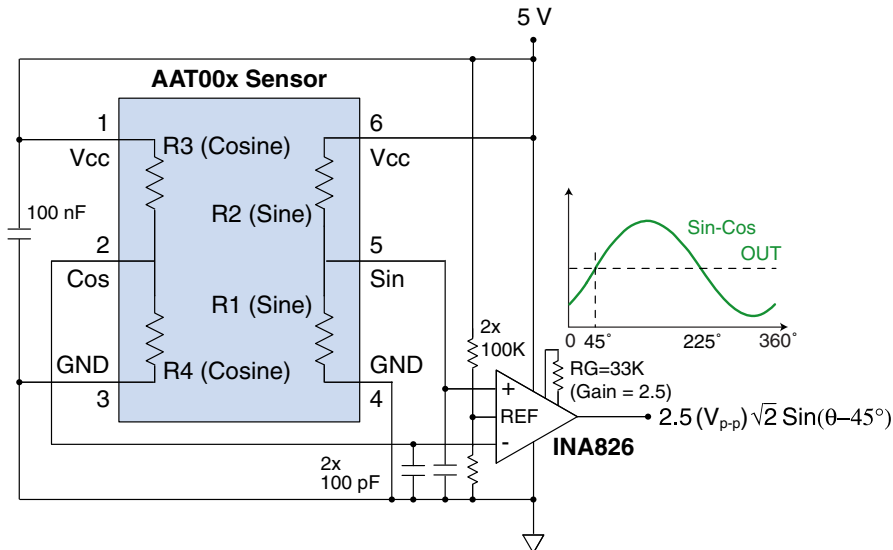 5 V
AAT00x Sensor
1
Vcc
R3 (Cosine)
6
Vcc
100 nF
R2 (Sine)
2
Cos
5
Sin
R1 (Sine)
GND
3
R4 (Cosine)
GND
4
2x
100K
RG=33K
(Gain = 2.5)
+
REF
-
INA826
2x
100 pF
Sin-Cos
OUT
0 45° 225° 360°
2.5 (Vp-p) √2 Sin(θ–45°)